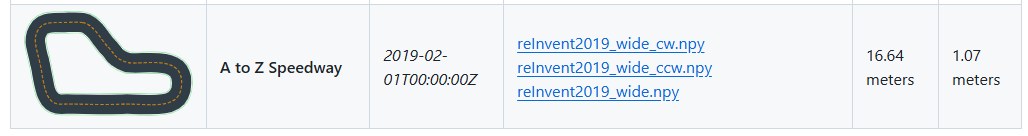 A to Z Speedway
2019-02-
01T00:00:00Z
reInvent2019_wide_cw.npy
reInvent2019_wide_ccw.npy
reInvent2019_wide.npy
16.64
meters
1.07
meters